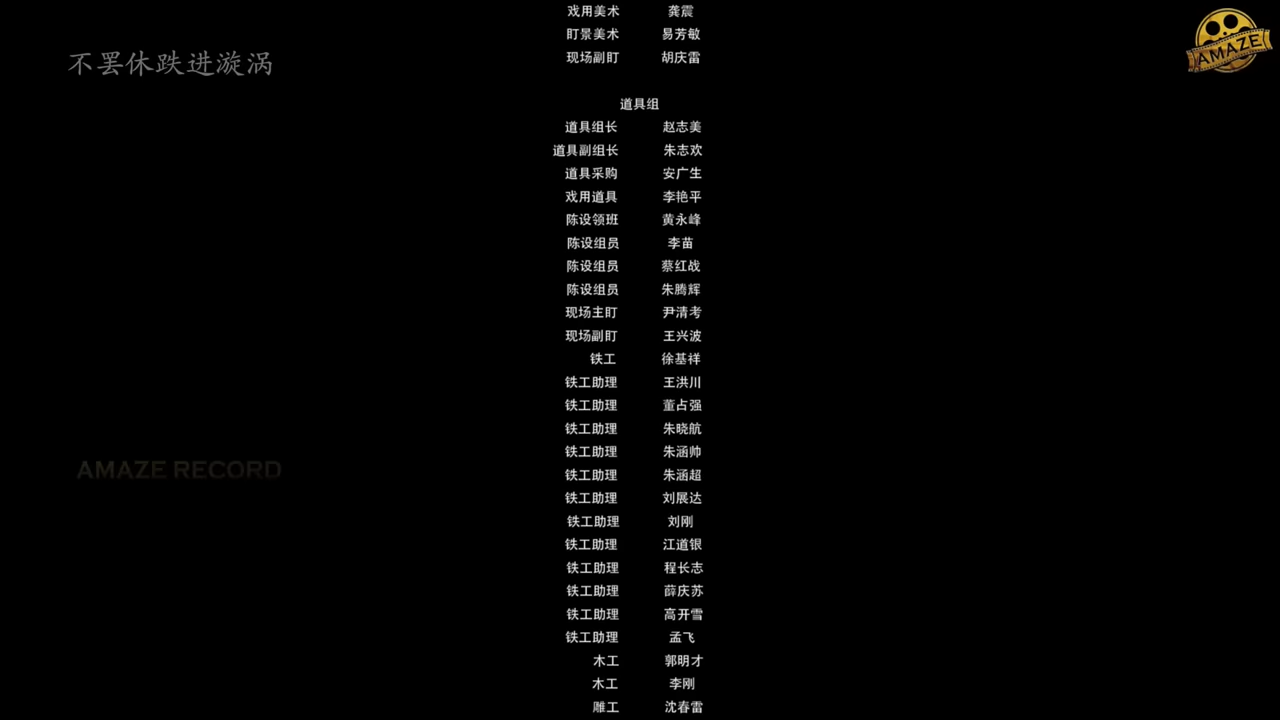 戏用美术 龚震
盯景美术 易芳敏
现场副盯 胡庆雷
不罢休跌进漩涡
AMAZE
道具组
道具组长 赵志美
道具副组长 朱志欢
道具采购 安广生
戏用道具 李艳平
陈设领班 黄永峰
陈设组员 李苗
陈设组员 蔡红战
陈设组员 朱腾辉
现场主盯 尹清考
现场副盯 王兴波
铁工 徐基祥
铁工助理 王洪川
铁工助理 董占强
铁工助理 朱晓航
铁工助理 朱涵帅
铁工助理 朱涵超
铁工助理 刘展达
铁工助理 刘刚
铁工助理 江道银
铁工助理 程长志
铁工助理 薛庆苏
铁工助理 高开雪
铁工助理 孟飞
木工 郭明才
木工 李刚
雕工 沈春雷
AMAZE RECORD